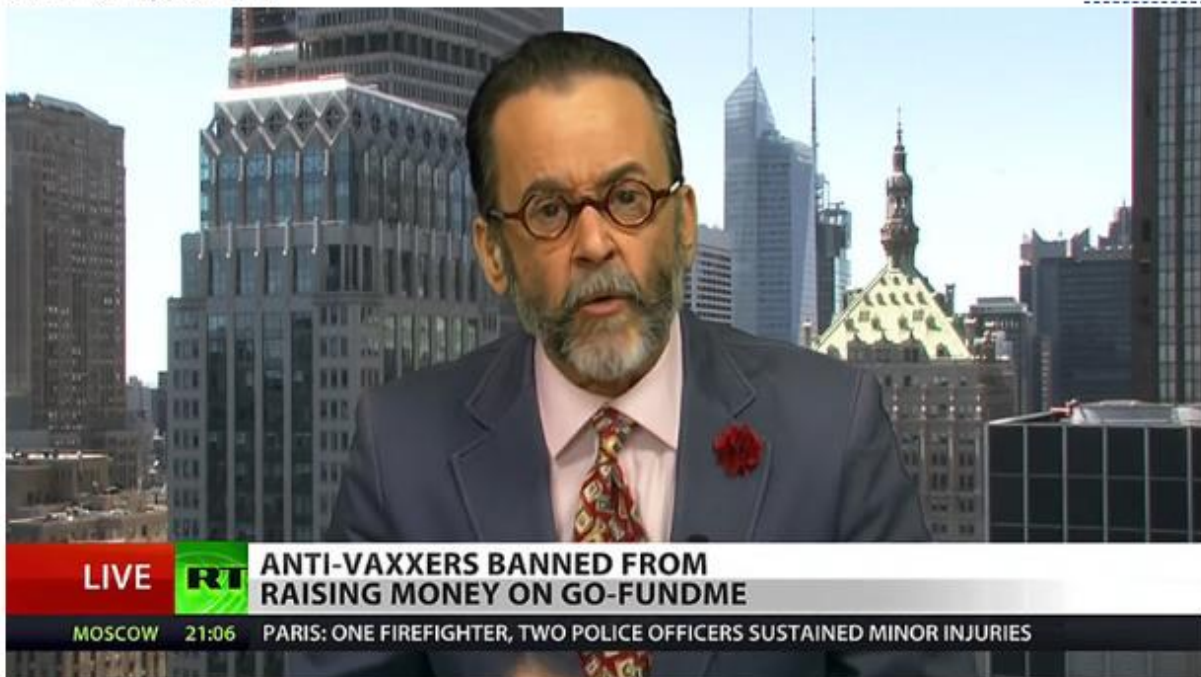 LIVE
RT
ANTI-VAXXERS BANNED FROM
RAISING MONEY ON GO-FUNDME
MOSCOW 21:06 PARIS: ONE FIREFIGHTER, TWO POLICE OFFICERS SUSTAINED MINOR INJURIES